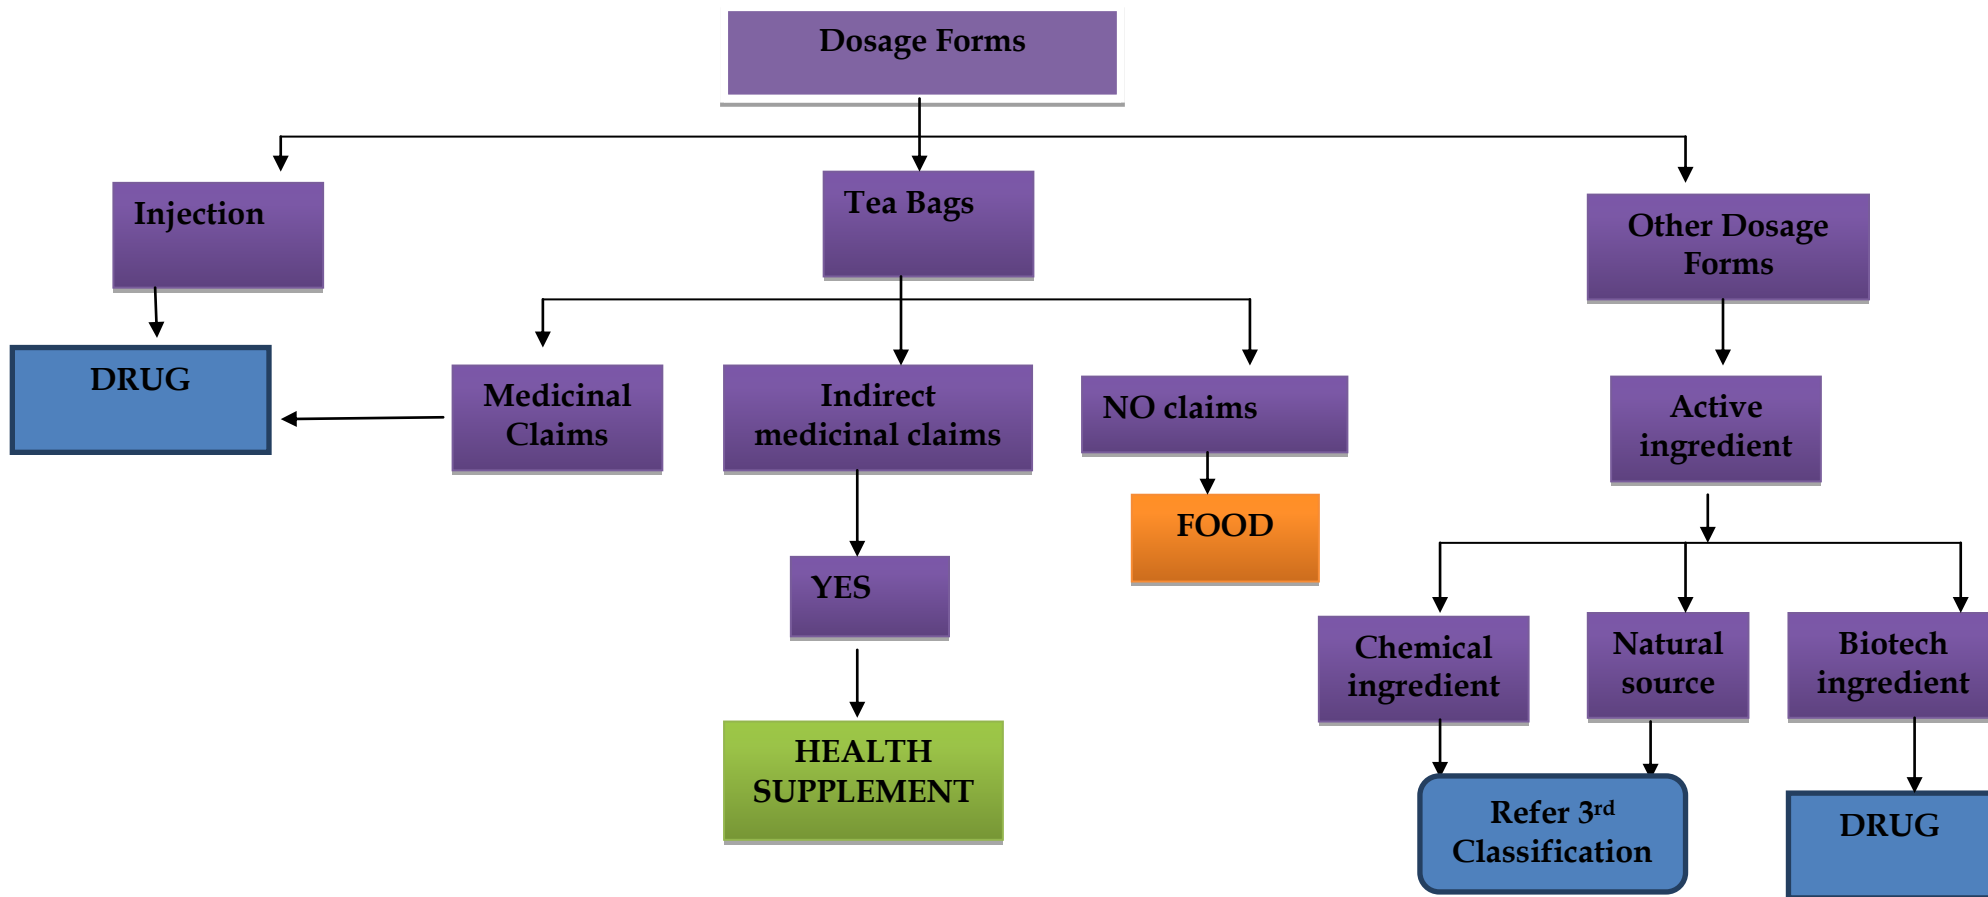 Dosage Forms
Injection
Tea Bags
Other Dosage
Forms
DRUG
Medicinal
Claims
Indirect
medicinal claims
NO claims
Active
ingredient
FOOD
YES
Chemical
ingredient
Natural
source
Biotech
ingredient
HEALTH
SUPPLEMENT
Refer 3rd
Classification
DRUG